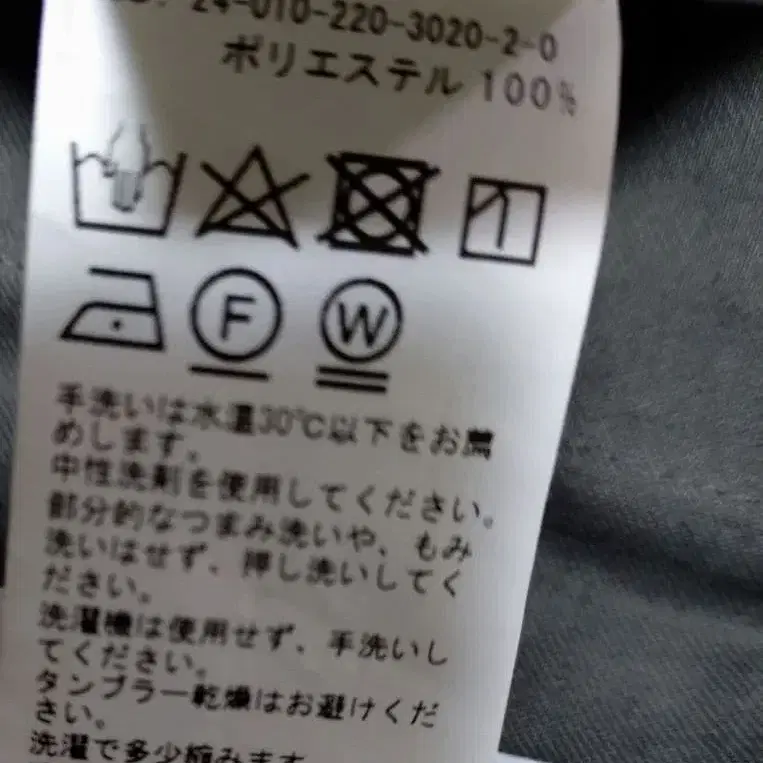 24-010-220-3020-2-0
ポリエステル 100%
F
W
手洗いは水温30℃以下をお薦
めします。
中性洗剤を使用してください。
部分的なつまみ洗いや、もみ
洗いはせず、押し洗いしてく
ださい。
洗濯機は使用せず、手洗いし
てください。
タンブラー乾燥はお避けくだ
さい。
洗濯で多少縮みます